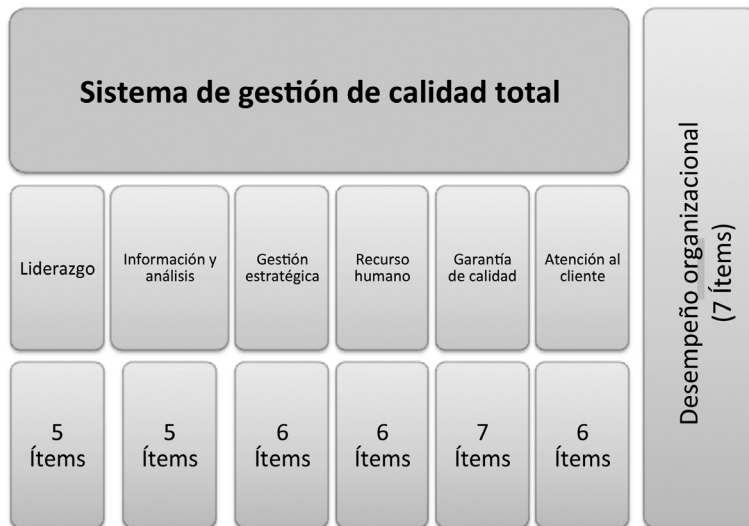 Sistema de gestión de calidad total
Liderazgo
Información y
análisis
Gestión
estratégica
Recurso
humano
Garantía
de calidad
Atención al
cliente
5
Ítems
5
Ítems
6
Ítems
6
Ítems
7
Ítems
6
Ítems
Desempeño organizacional
(7 Ítems)